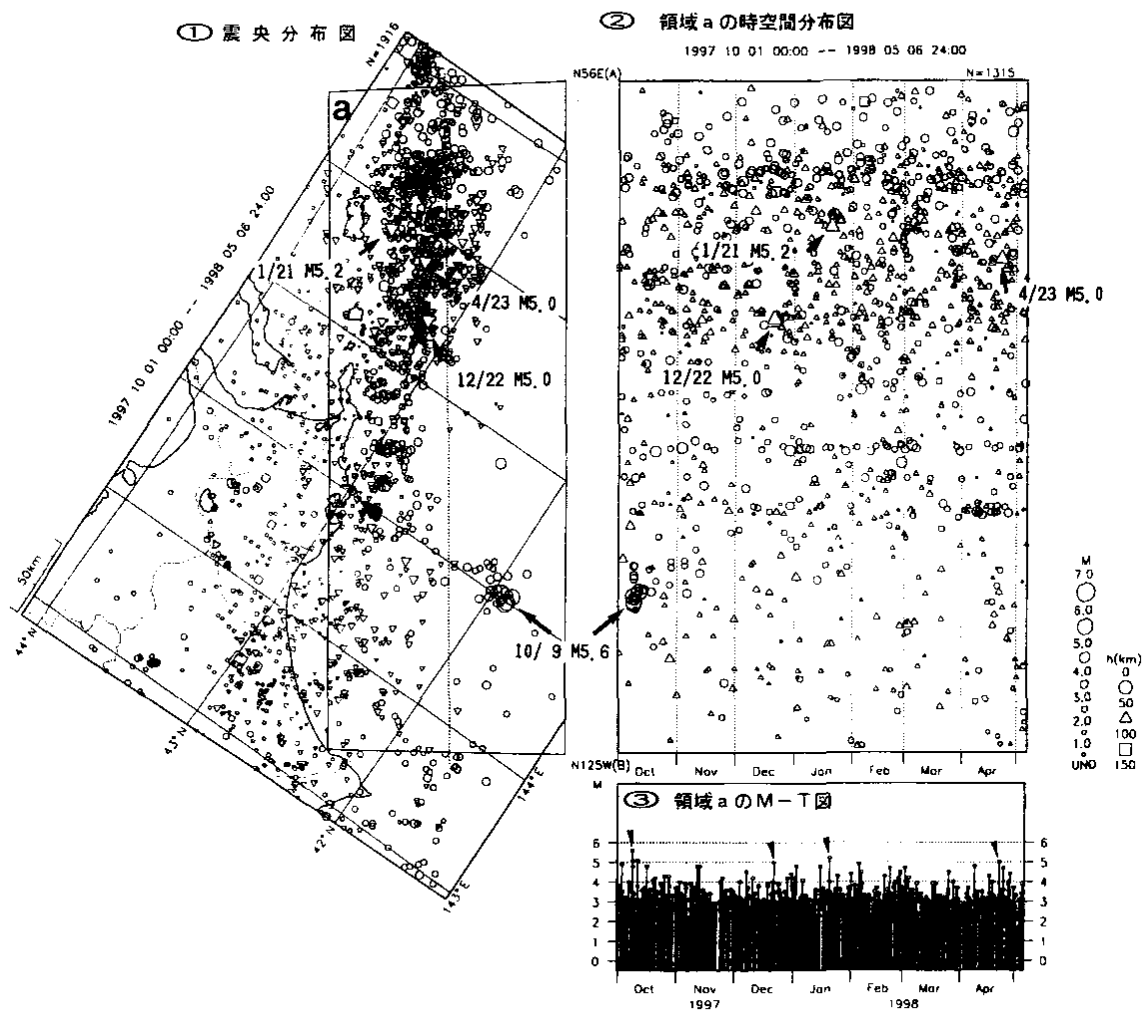 ① 震央分布図
N=1916
1997 10 01 00:00 -- 1998 05 06 24:00
a
1/21 M5.2
4/23 M5.0
12/22 M5.0
10/ 9 M5.6
50km
44°N
43°N
42°N
144°E
143°E
② 領域aの時空間分布図
1997 10 01 00:00 -- 1998 05 06 24:00
N56E(A)
N=1315
1/21 M5.2
4/23 M5.0
12/22 M5.0
N125W(B)
Oct Nov Dec Jan Feb Mar Apr
M
7.0
6.0
5.0
4.0
3.0
2.0
1.0
UND
h(km)
0
50
100
150
③ 領域aのM－T図
M
6 6
5 5
4 4
3 3
2 2
1 1
0 0
Oct Nov Dec Jan Feb Mar Apr
1997 1998